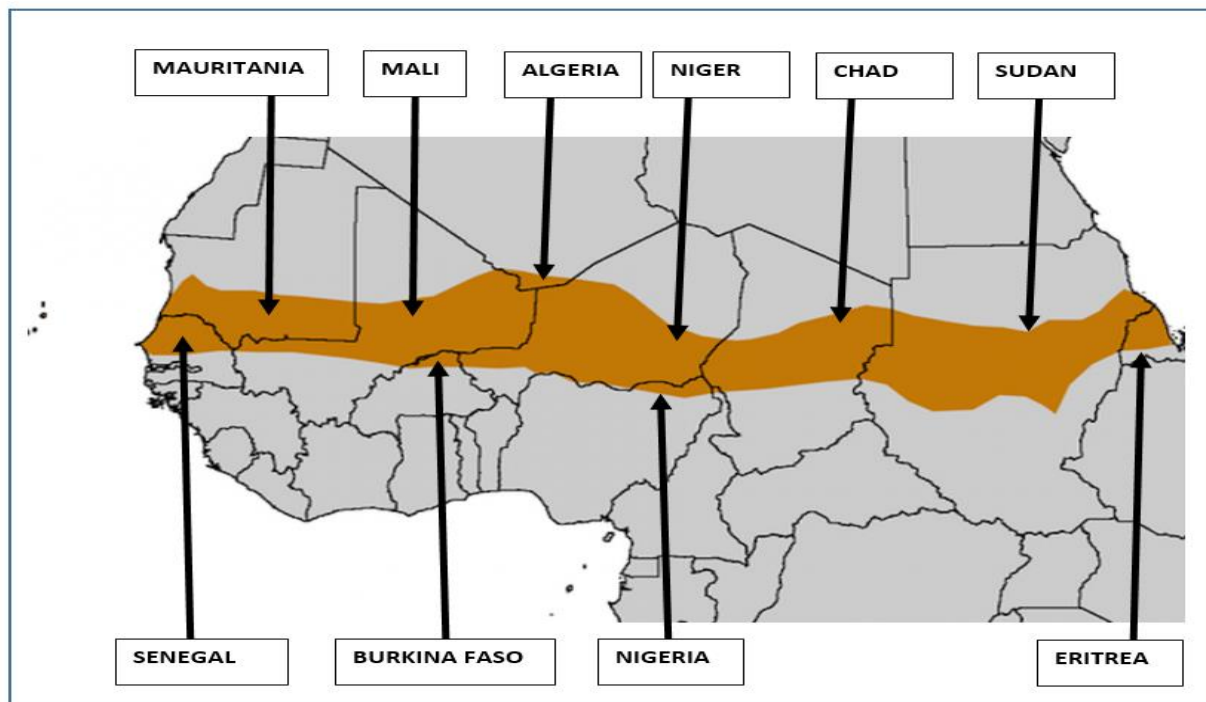 MAURITANIA
MALI
ALGERIA
NIGER
CHAD
SUDAN
SENEGAL
BURKINA FASO
NIGERIA
ERITREA